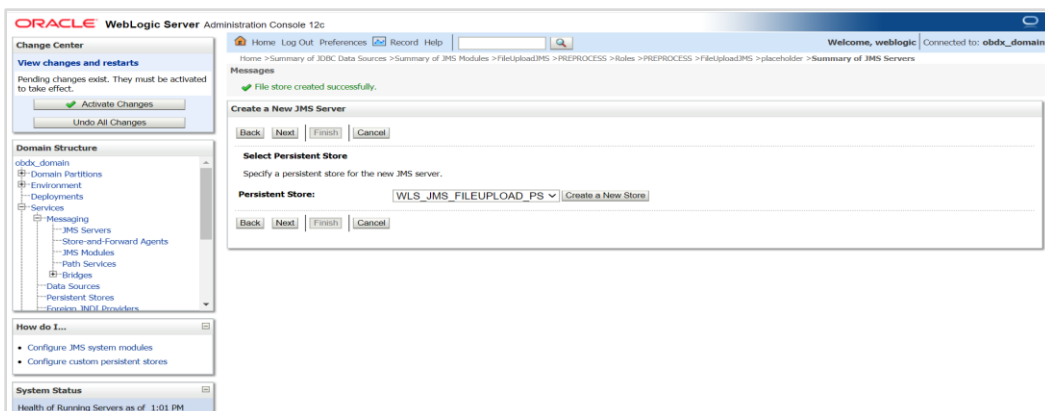 ORACLE WebLogic Server Administration Console 12c
Change Center
View changes and restarts
Pending changes exist. They must be activated
to take effect.
Activate Changes
Undo All Changes
Domain Structure
obdx_domain
Domain Partitions
Environment
Deployments
Services
Messaging
JMS Servers
Store-and-Forward Agents
JMS Modules
Path Services
Bridges
Data Sources
Persistent Stores
Foreign JNDI Providers
How do I...
Configure JMS system modules
Configure custom persistent stores
System Status
Health of Running Servers as of 1:01 PM
Home Log Out Preferences Record Help
Welcome, weblogic Connected to: obdx_domain
Home >Summary of JDBC Data Sources >Summary of JMS Modules >FileUploadJMS >PREPROCESS >Roles >PREPROCESS >FileUploadJMS >placeholder >Summary of JMS Servers
Messages
File store created successfully.
Create a New JMS Server
Back Next Finish Cancel
Select Persistent Store
Specify a persistent store for the new JMS server.
Persistent Store: WLS_JMS_FILEUPLOAD_PS Create a New Store
Back Next Finish Cancel